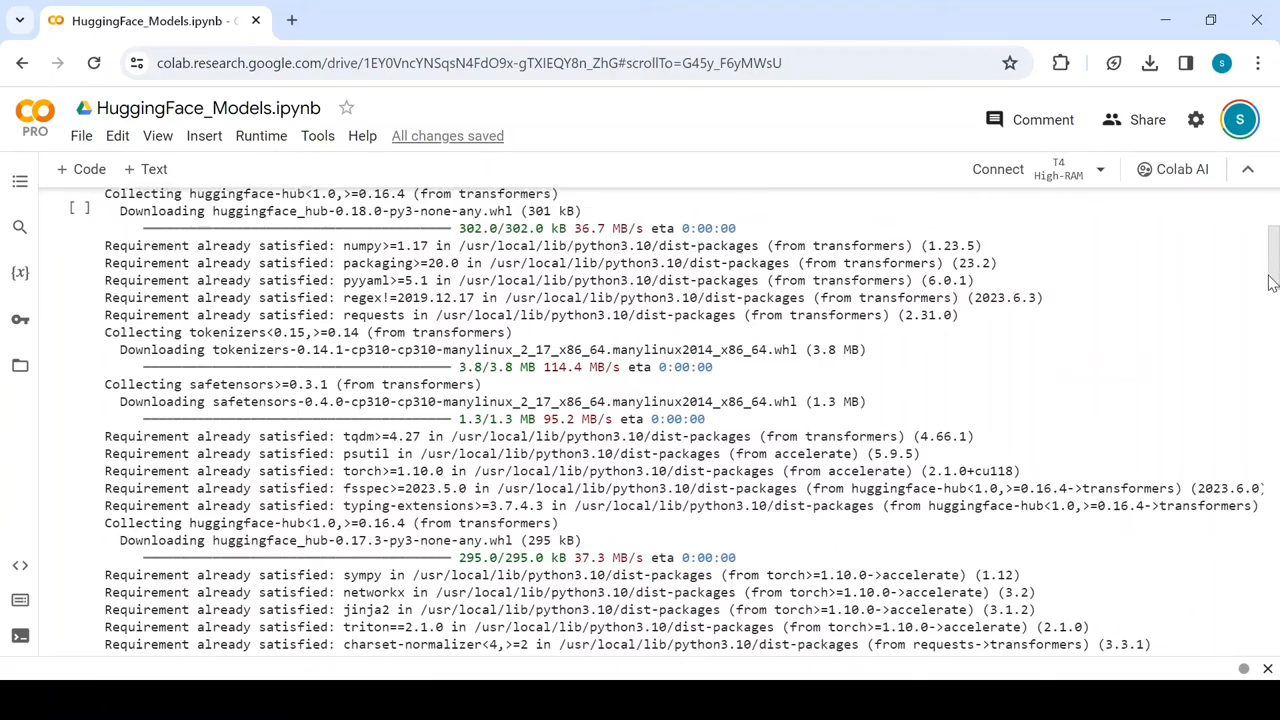 HuggingFace_Models.ipynb - C
colab.research.google.com/drive/1EY0VncYNSqsN4FdO9x-gTXIEQY8n_ZhG#scrollTo=G45y_F6yMWsU
S
CO
PRO
HuggingFace_Models.ipynb
File Edit View Insert Runtime Tools Help All changes saved
Comment
Share
S
+ Code + Text
Connect
T4
High-RAM
Colab AI
[ ]
Collecting huggingface-hub<1.0,>=0.16.4 (from transformers)
Downloading huggingface_hub-0.18.0-py3-none-any.whl (301 kB)
302.0/302.0 kB 36.7 MB/s eta 0:00:00
Requirement already satisfied: numpy>=1.17 in /usr/local/lib/python3.10/dist-packages (from transformers) (1.23.5)
Requirement already satisfied: packaging>=20.0 in /usr/local/lib/python3.10/dist-packages (from transformers) (23.2)
Requirement already satisfied: pyyaml>=5.1 in /usr/local/lib/python3.10/dist-packages (from transformers) (6.0.1)
Requirement already satisfied: regex!=2019.12.17 in /usr/local/lib/python3.10/dist-packages (from transformers) (2023.6.3)
Requirement already satisfied: requests in /usr/local/lib/python3.10/dist-packages (from transformers) (2.31.0)
Collecting tokenizers<0.15,>=0.14 (from transformers)
Downloading tokenizers-0.14.1-cp310-cp310-manylinux_2_17_x86_64.manylinux2014_x86_64.whl (3.8 MB)
3.8/3.8 MB 114.4 MB/s eta 0:00:00
Collecting safetensors>=0.3.1 (from transformers)
Downloading safetensors-0.4.0-cp310-cp310-manylinux_2_17_x86_64.manylinux2014_x86_64.whl (1.3 MB)
1.3/1.3 MB 95.2 MB/s eta 0:00:00
Requirement already satisfied: tqdm>=4.27 in /usr/local/lib/python3.10/dist-packages (from transformers) (4.66.1)
Requirement already satisfied: psutil in /usr/local/lib/python3.10/dist-packages (from accelerate) (5.9.5)
Requirement already satisfied: torch>=1.10.0 in /usr/local/lib/python3.10/dist-packages (from accelerate) (2.1.0+cu118)
Requirement already satisfied: fsspec>=2023.5.0 in /usr/local/lib/python3.10/dist-packages (from huggingface-hub<1.0,>=0.16.4->transformers) (2023.6.0)
Requirement already satisfied: typing-extensions>=3.7.4.3 in /usr/local/lib/python3.10/dist-packages (from huggingface-hub<1.0,>=0.16.4->transformers)
Collecting huggingface-hub<1.0,>=0.16.4 (from transformers)
Downloading huggingface_hub-0.17.3-py3-none-any.whl (295 kB)
295.0/295.0 kB 37.3 MB/s eta 0:00:00
Requirement already satisfied: sympy in /usr/local/lib/python3.10/dist-packages (from torch>=1.10.0->accelerate) (1.12)
Requirement already satisfied: networkx in /usr/local/lib/python3.10/dist-packages (from torch>=1.10.0->accelerate) (3.2)
Requirement already satisfied: jinja2 in /usr/local/lib/python3.10/dist-packages (from torch>=1.10.0->accelerate) (3.1.2)
Requirement already satisfied: triton==2.1.0 in /usr/local/lib/python3.10/dist-packages (from torch>=1.10.0->accelerate) (2.1.0)
Requirement already satisfied: charset-normalizer<4,>=2 in /usr/local/lib/python3.10/dist-packages (from requests->transformers) (3.3.1)